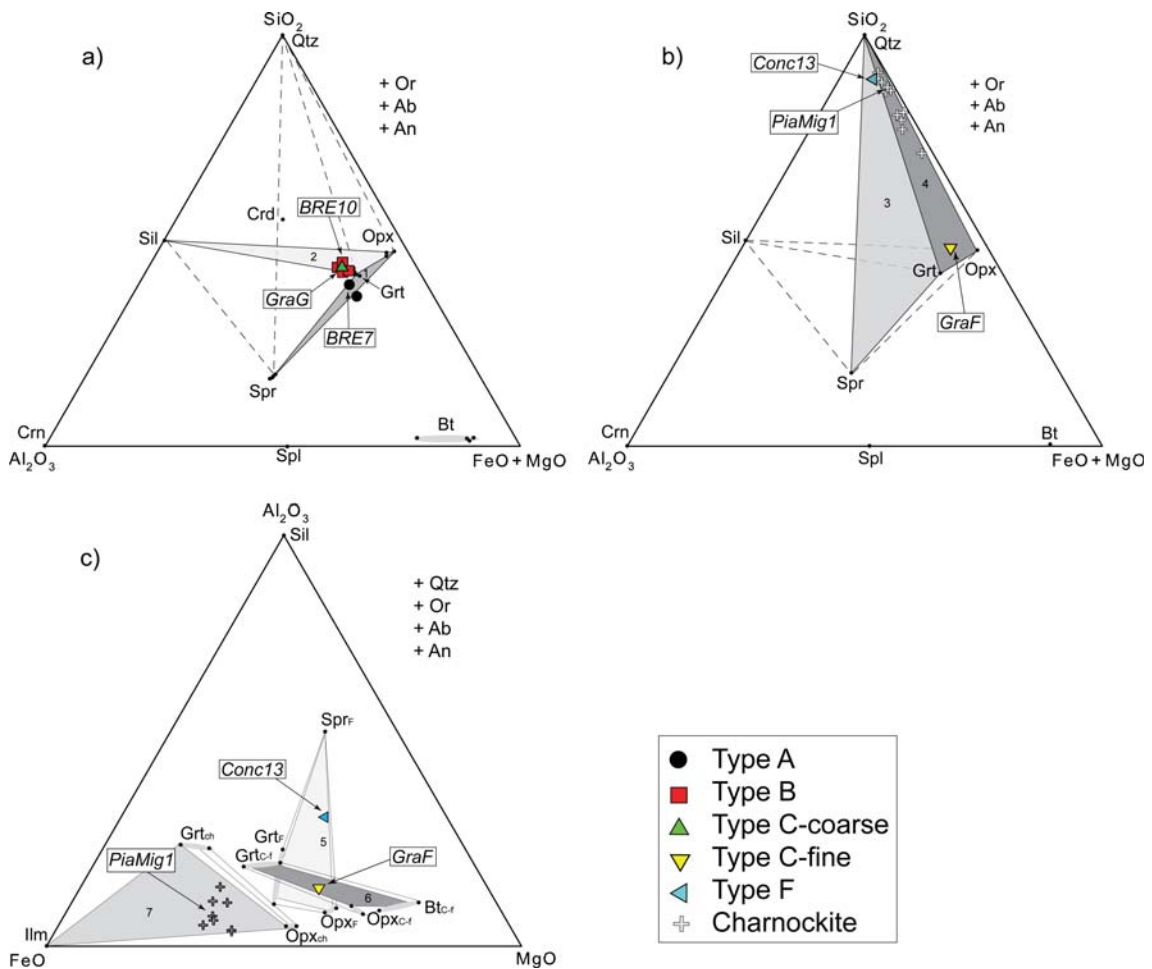 a)
SiO2
Qtz
+ Or
+ Ab
+ An
BRE10
Crd
Sil
Opx
2
1
GraG
Grt
BRE7
Spr
Bt
Crn
Al2O3
Spl
FeO + MgO
b)
SiO2
Qtz
Conc13
+ Or
+ Ab
+ An
PiaMig1
4
3
Sil
Grt
Opx
GraF
Spr
Crn
Bt
Al2O3
Spl
FeO + MgO
c)
Al2O3
Sil
+ Qtz
+ Or
+ Ab
+ An
SprF
Conc13
Grtch
GrtF
GrtC-f
5
PiaMig1
GraF
7
6
BtC-f
OpxC-f
OpxF
Opxch
Ilm
FeO
MgO
Type A
Type B
Type C-coarse
Type C-fine
Type F
Charnockite